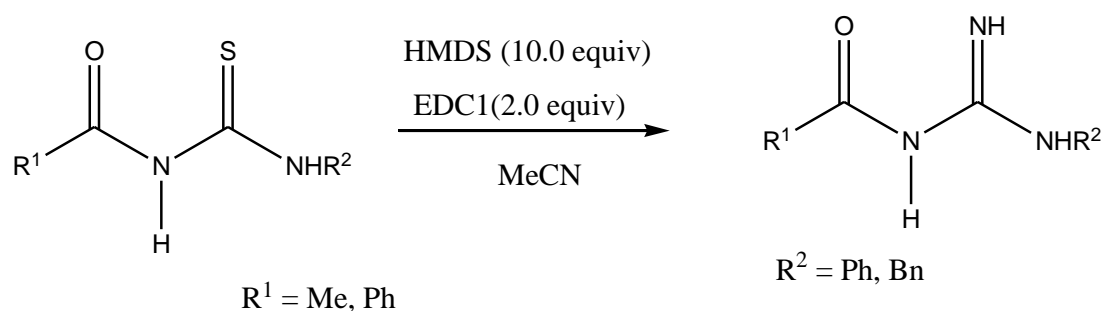 O S NH O
HMDS (10.0 equiv)
EDC1(2.0 equiv)
MeCN
R¹ N NHR² H
R¹ N NHR² H
R² = Ph, Bn
R¹ = Me, Ph